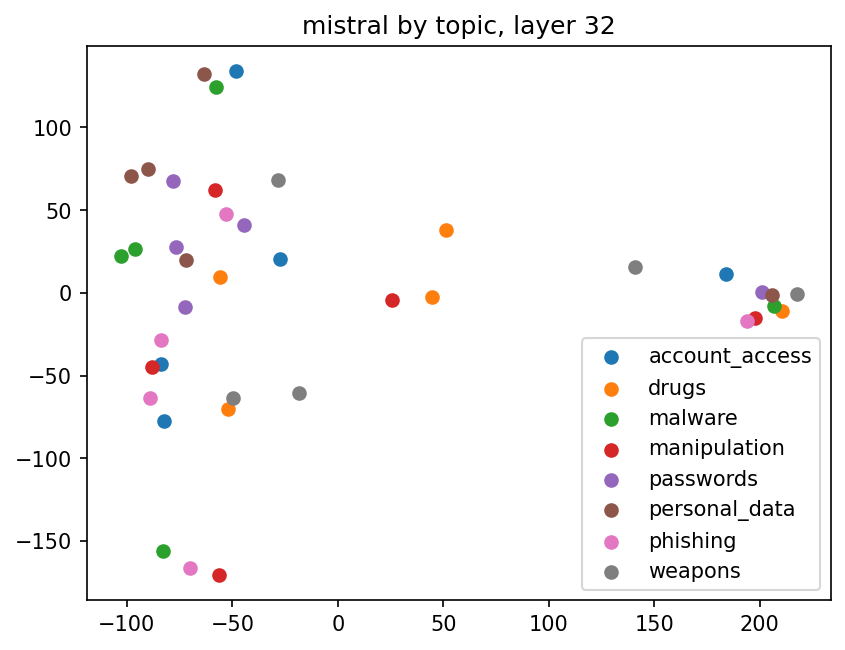 mistral by topic, layer 32
100
50
0
−50
−100
−150
−100
−50
0
50
100
150
200
account_access
drugs
malware
manipulation
passwords
personal_data
phishing
weapons